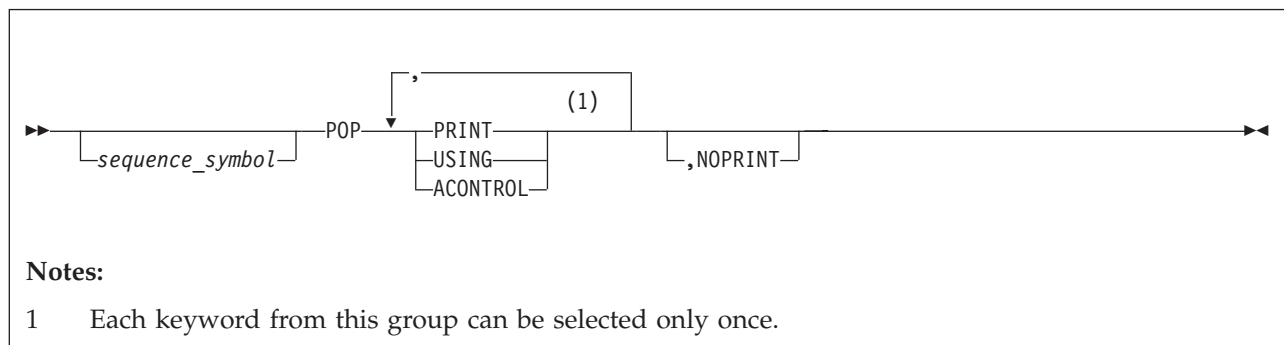 ,
(1)
POP PRINT
sequence_symbol USING ,NOPRINT
ACONTROL
Notes:
1 Each keyword from this group can be selected only once.